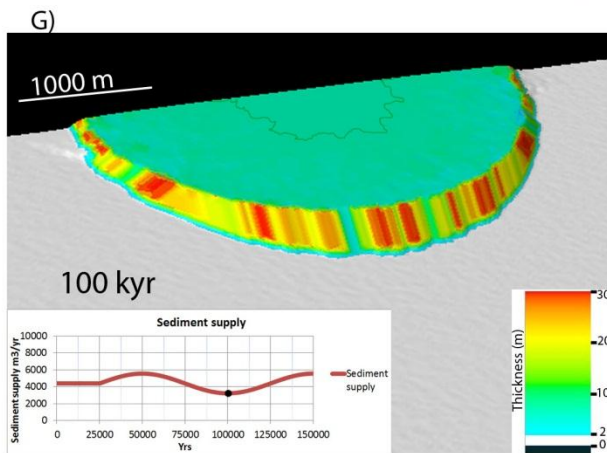 G)
1000 m
100 kyr
Sediment supply
Sediment supply m3/yr
10000
8000
6000
4000
2000
0
0 25000 50000 75000 100000 125000 150000
Yrs
Sediment
supply
Thickness (m)
30
20
10
2
0